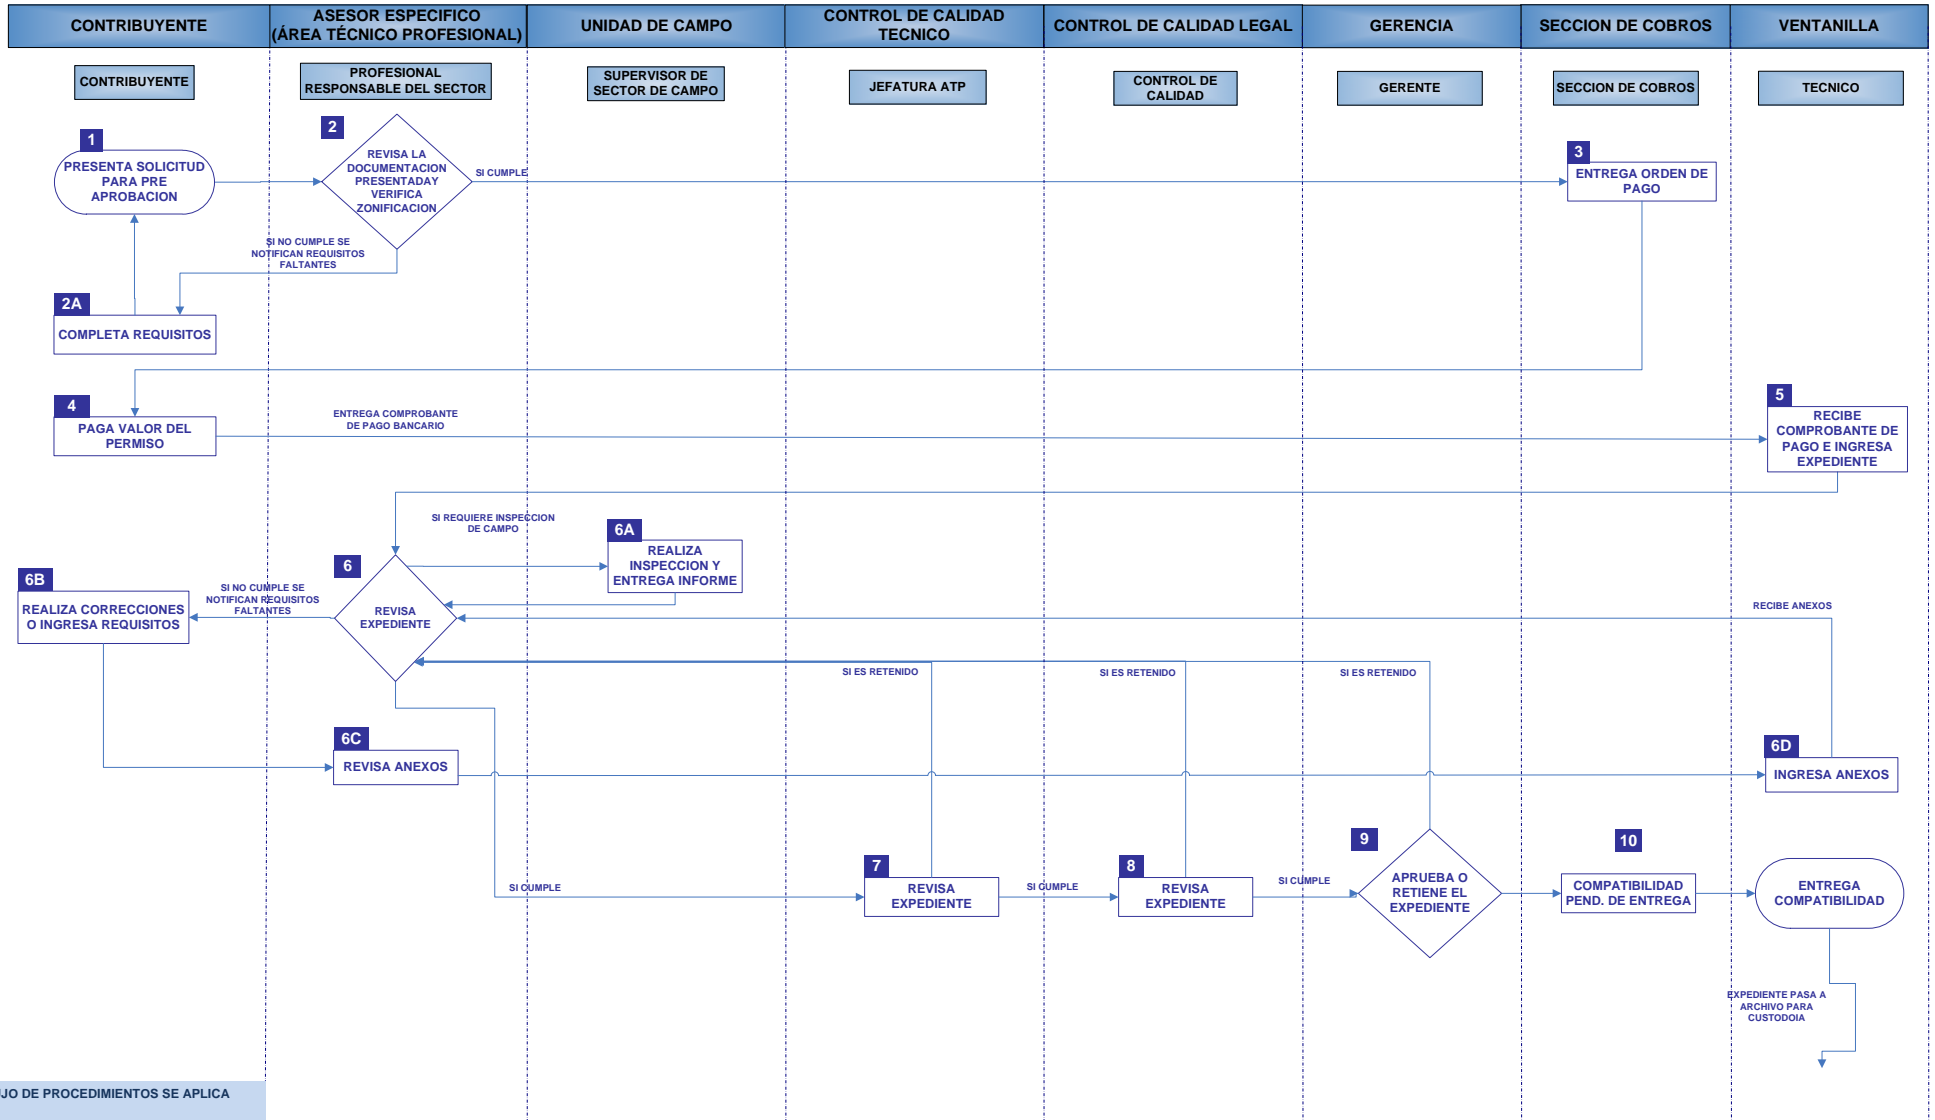 CONTRIBUYENTE
ASESOR ESPECIFICO
(ÁREA TÉCNICO PROFESIONAL)
UNIDAD DE CAMPO
CONTROL DE CALIDAD
TECNICO
CONTROL DE CALIDAD LEGAL
GERENCIA
SECCION DE COBROS
VENTANILLA
CONTRIBUYENTE
PROFESIONAL
RESPONSABLE DEL SECTOR
SUPERVISOR DE
SECTOR DE CAMPO
JEFATURA ATP
CONTROL DE
CALIDAD
GERENTE
SECCION DE COBROS
TECNICO
1
PRESENTA SOLICITUD
PARA PRE
APROBACION
2
REVISA LA
DOCUMENTACION
PRESENTADAY
VERIFICA
ZONIFICACION
SI CUMPLE
3
ENTREGA ORDEN DE
PAGO
SI NO CUMPLE SE
NOTIFICAN REQUISITOS
FALTANTES
2A
COMPLETA REQUISITOS
4
PAGA VALOR DEL
PERMISO
ENTREGA COMPROBANTE
DE PAGO BANCARIO
5
RECIBE
COMPROBANTE DE
PAGO E INGRESA
EXPEDIENTE
SI REQUIERE INSPECCION
DE CAMPO
6A
REALIZA
INSPECCION Y
ENTREGA INFORME
6
REVISA
EXPEDIENTE
SI NO CUMPLE SE
NOTIFICAN REQUISITOS
FALTANTES
6B
REALIZA CORRECCIONES
O INGRESA REQUISITOS
RECIBE ANEXOS
SI ES RETENIDO
SI ES RETENIDO
SI ES RETENIDO
6C
REVISA ANEXOS
6D
INGRESA ANEXOS
SI CUMPLE
7
REVISA
EXPEDIENTE
SI CUMPLE
8
REVISA
EXPEDIENTE
SI CUMPLE
9
APRUEBA O
RETIENE EL
EXPEDIENTE
10
COMPATIBILIDAD
PEND. DE ENTREGA
ENTREGA
COMPATIBILIDAD
EXPEDIENTE PASA A
ARCHIVO PARA
CUSTODOIA
JO DE PROCEDIMIENTOS SE APLICA